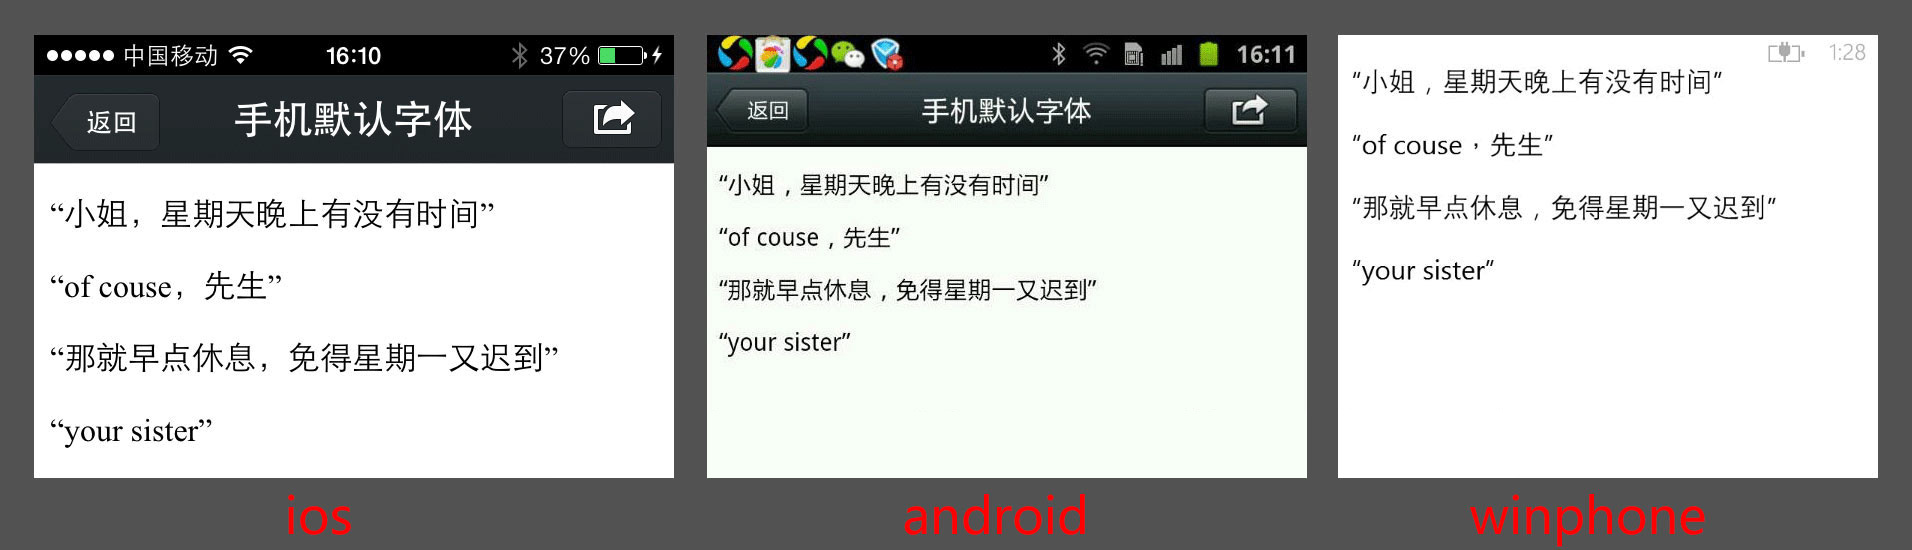 中国移动 16:10 37%
返回 手机默认字体
“小姐，星期天晚上有没有时间”
“of couse，先生”
“那就早点休息，免得星期一又迟到”
“your sister”
ios
16:11
返回 手机默认字体
“小姐，星期天晚上有没有时间”
“of couse，先生”
“那就早点休息，免得星期一又迟到”
“your sister”
android
1:28
“小姐，星期天晚上有没有时间”
“of couse，先生”
“那就早点休息，免得星期一又迟到”
“your sister”
winphone